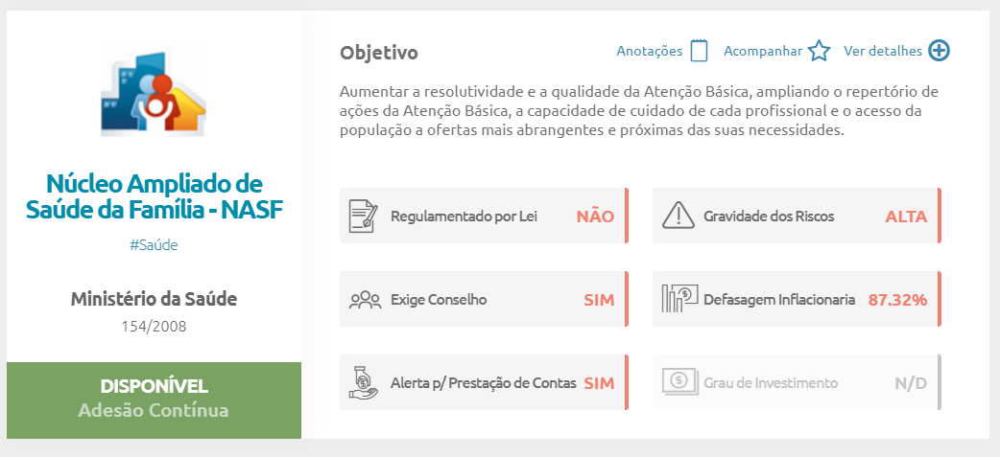 Núcleo Ampliado de
Saúde da Família - NASF
#Saúde
Ministério da Saúde
154/2008
DISPONÍVEL
Adesão Contínua
Objetivo
Anotações
Acompanhar
Ver detalhes
Aumentar a resolutividade e a qualidade da Atenção Básica, ampliando o repertório de
ações da Atenção Básica, a capacidade de cuidado de cada profissional e o acesso da
população a ofertas mais abrangentes e próximas das suas necessidades.
Regulamentado por Lei NÃO
Gravidade dos Riscos ALTA
Exige Conselho SIM
Defasagem Inflacionaria 87.32%
Alerta p/ Prestação de Contas SIM
Grau de Investimento N/D